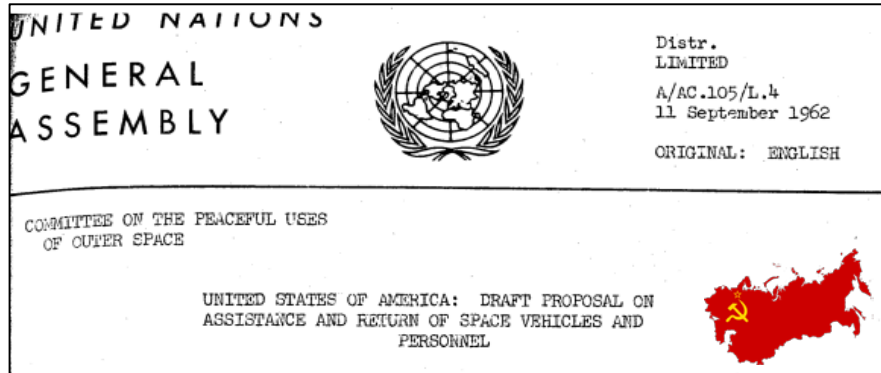 UNITED NATIONS
GENERAL
ASSEMBLY
Distr.
LIMITED
A/AC.105/L.4
11 September 1962
ORIGINAL: ENGLISH
COMMITTEE ON THE PEACEFUL USES
OF OUTER SPACE
UNITED STATES OF AMERICA: DRAFT PROPOSAL ON
ASSISTANCE AND RETURN OF SPACE VEHICLES AND
PERSONNEL